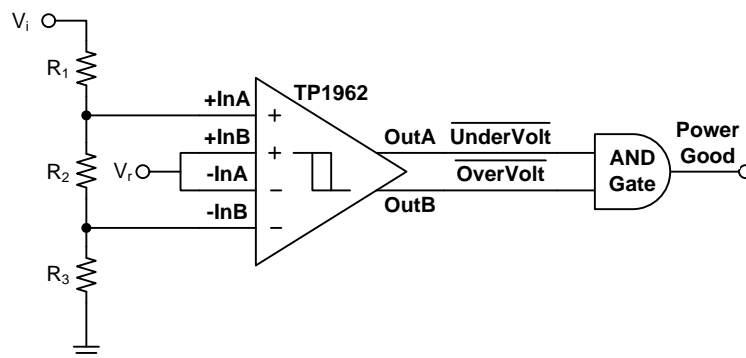 Vi
R1
R2
R3
Vr
TP1962
+InA
+InB
-InA
-InB
+
+
−
−
OutA
OutB
UnderVolt
OverVolt
AND
Gate
Power
Good